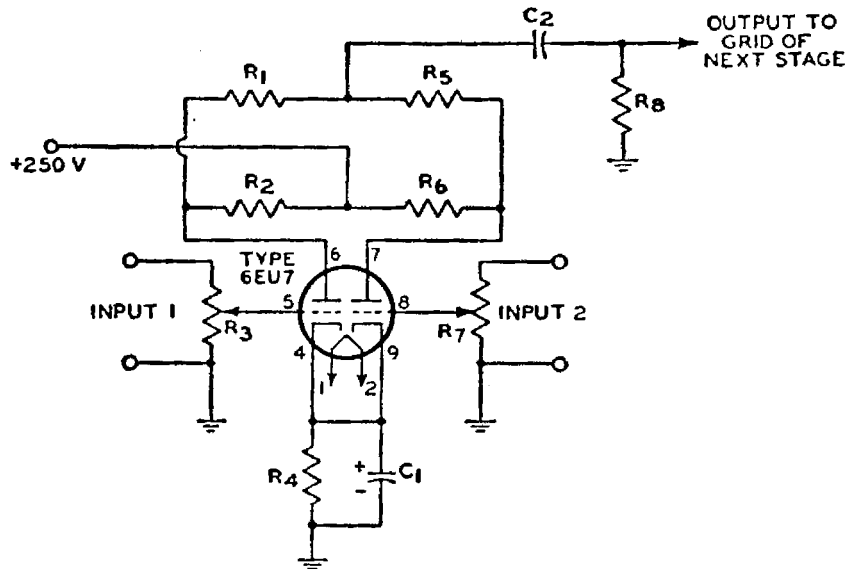 C2
OUTPUT TO
GRID OF
NEXT STAGE
R1
R5
R8
+250 V
R2
R6
TYPE
6EU7
6
7
INPUT 1
R3
5
8
R7
INPUT 2
4
9
1
2
R4
+
-
C1